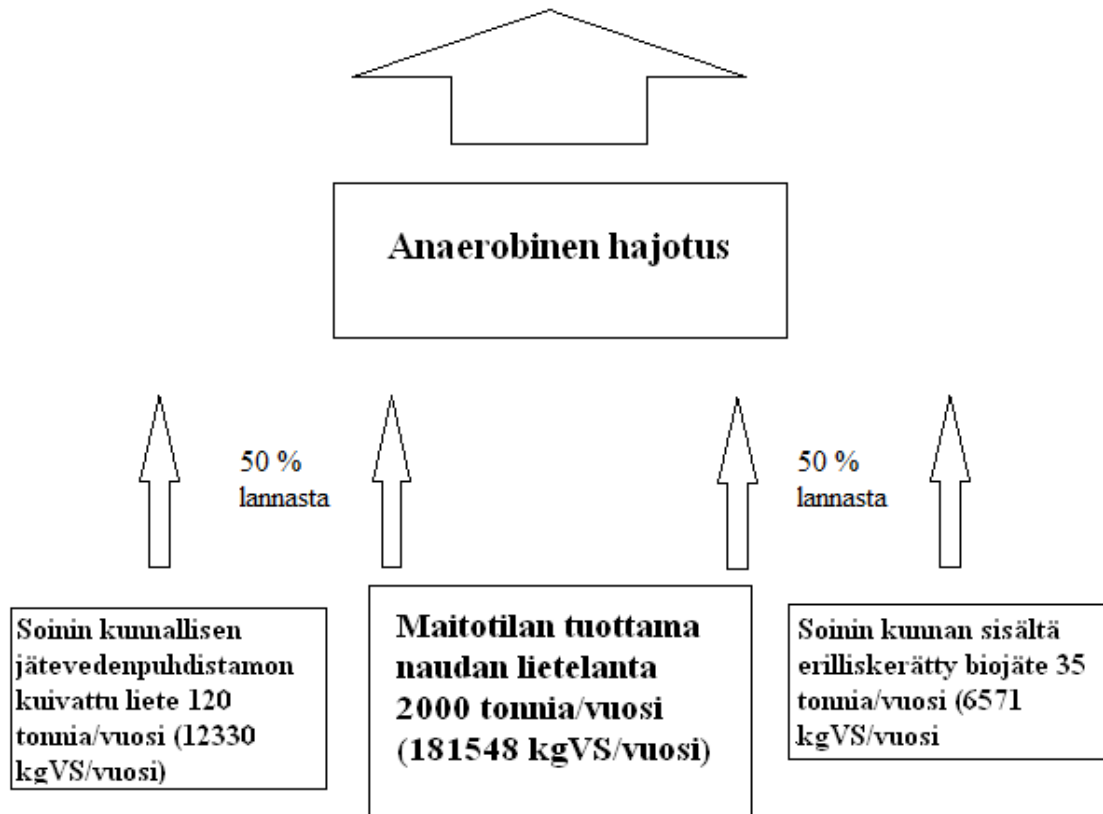 Anaerobinen hajotus
50 %
lannasta
50 %
lannasta
Soinin kunnallisen
jätevedenpuhdistamon
kuivattu liete 120
tonnia/vuosi (12330
kgVS/vuosi)
Maitotilan tuottama
naudan lietelanta
2000 tonnia/vuosi
(181548 kgVS/vuosi)
Soinin kunnan sisältä
erilliskerätty biojäte 35
tonnia/vuosi (6571
kgVS/vuosi